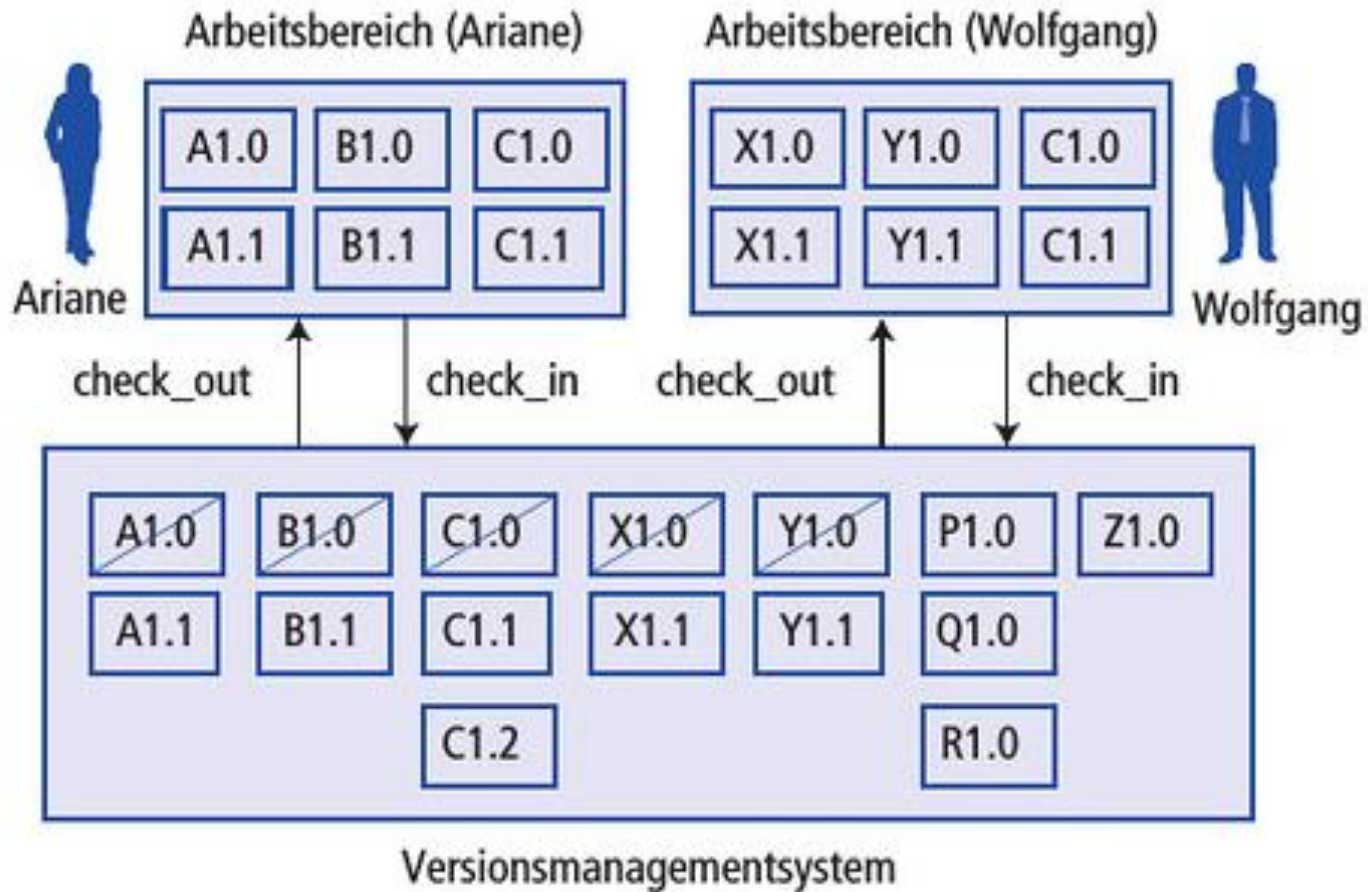 Arbeitsbereich (Ariane) Arbeitsbereich (Wolfgang)
A1.0 B1.0 C1.0 X1.0 Y1.0 C1.0
A1.1 B1.1 C1.1 X1.1 Y1.1 C1.1
Ariane Wolfgang
check_out check_in check_out check_in
A1.0 B1.0 C1.0 X1.0 Y1.0 P1.0 Z1.0
A1.1 B1.1 C1.1 X1.1 Y1.1 Q1.0
C1.2 R1.0
Versionsmanagementsystem